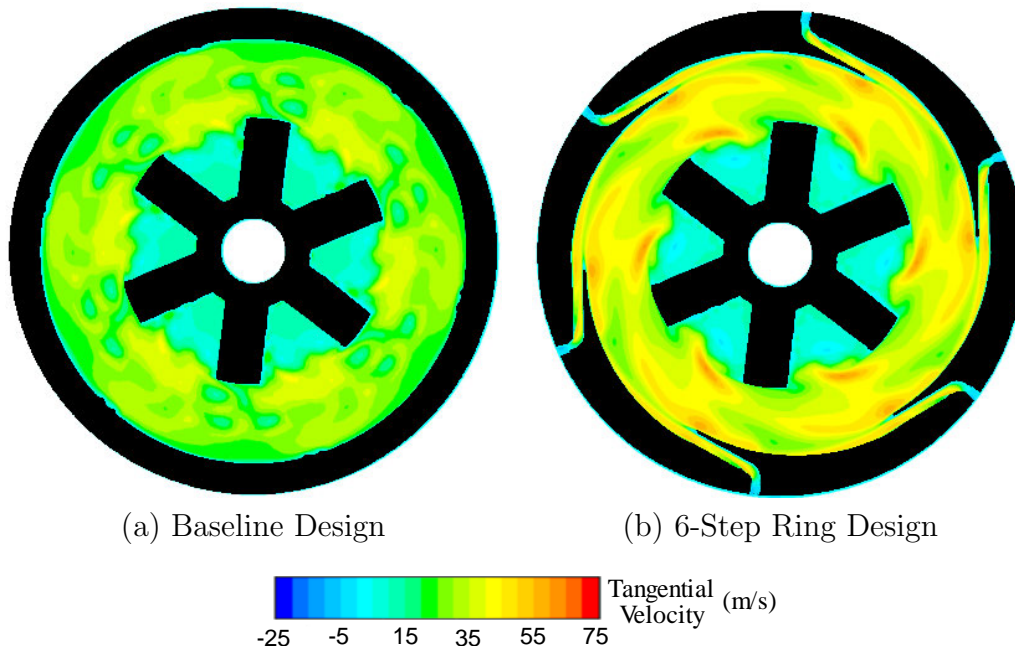 (a) Baseline Design
(b) 6-Step Ring Design
Tangential
Velocity (m/s)
-25 -5 15 35 55 75